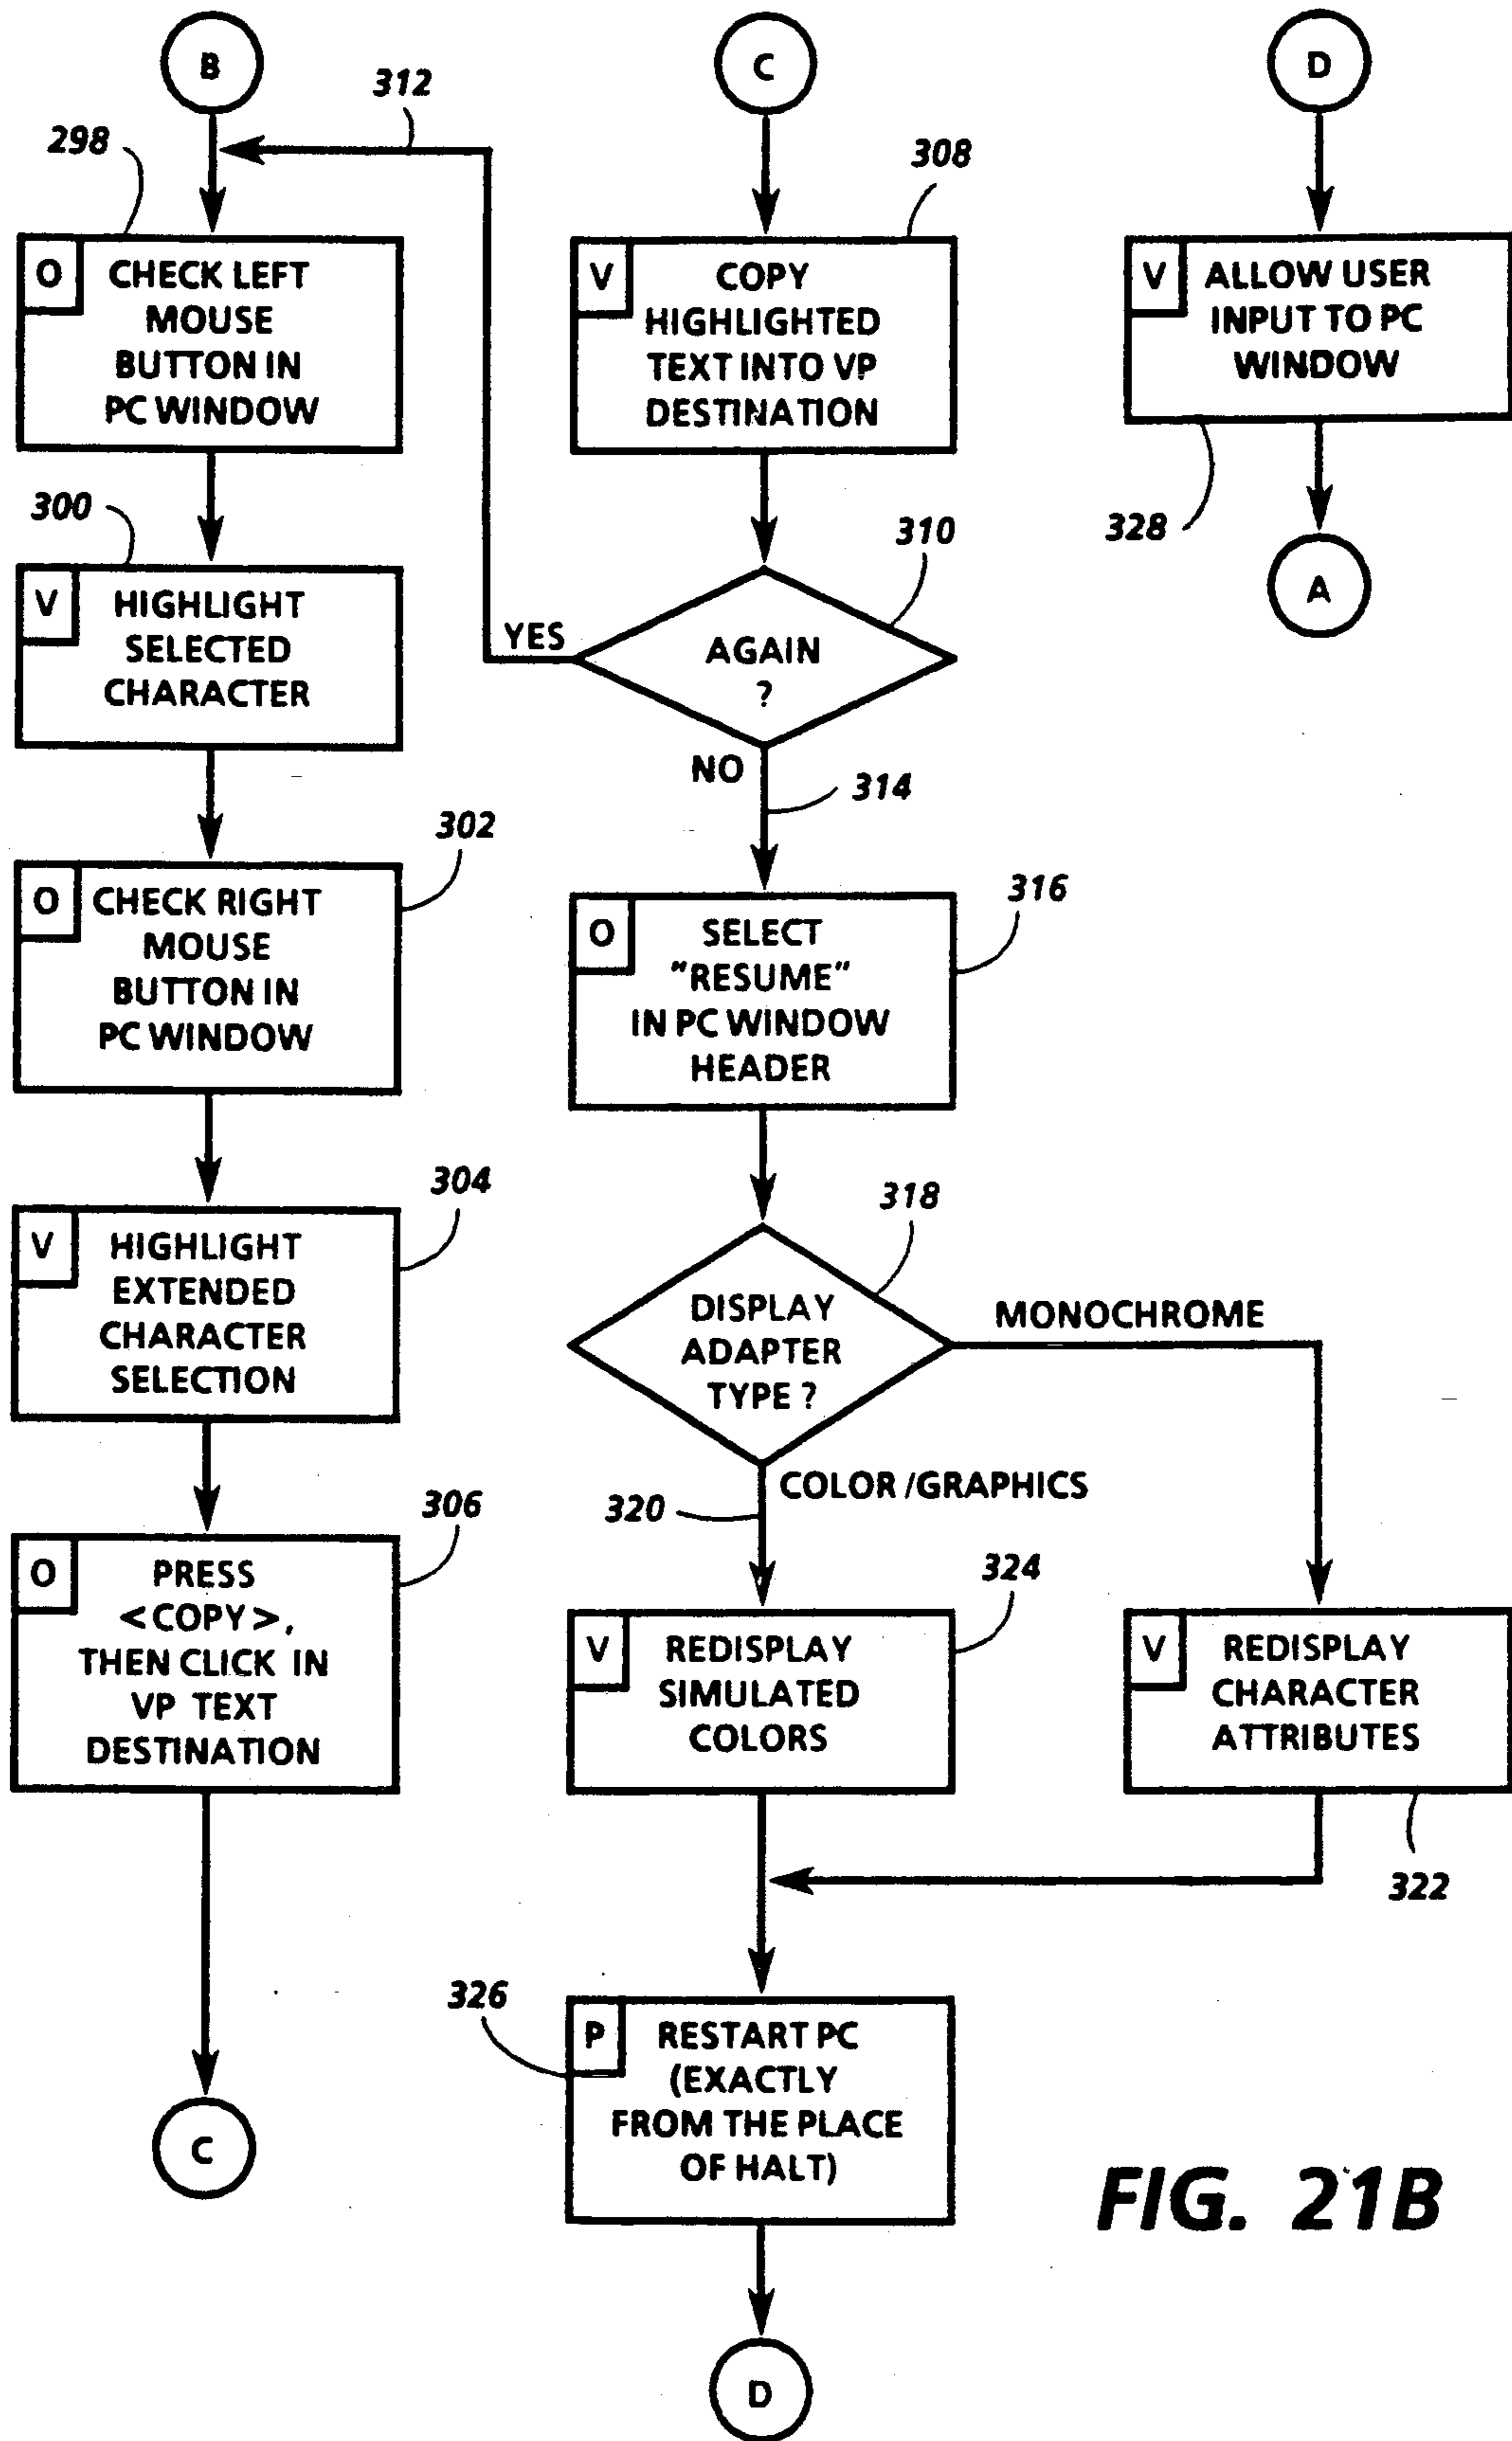 B
312
298
O
CHECK LEFT
MOUSE
BUTTON IN
PC WINDOW
300
V
HIGHLIGHT
SELECTED
CHARACTER
302
O
CHECK RIGHT
MOUSE
BUTTON IN
PC WINDOW
304
V
HIGHLIGHT
EXTENDED
CHARACTER
SELECTION
306
O
PRESS
<COPY>,
THEN CLICK IN
VP TEXT
DESTINATION
C
C
308
V
COPY
HIGHLIGHTED
TEXT INTO VP
DESTINATION
310
YES
AGAIN
?
NO
314
316
O
SELECT
"RESUME"
IN PC WINDOW
HEADER
318
DISPLAY
ADAPTER
TYPE ?
MONOCHROME
COLOR /GRAPHICS
320
324
V
REDISPLAY
SIMULATED
COLORS
V
REDISPLAY
CHARACTER
ATTRIBUTES
322
326
P
RESTART PC
(EXACTLY
FROM THE PLACE
OF HALT)
D
D
V
ALLOW USER
INPUT TO PC
WINDOW
328
A
FIG. 21B